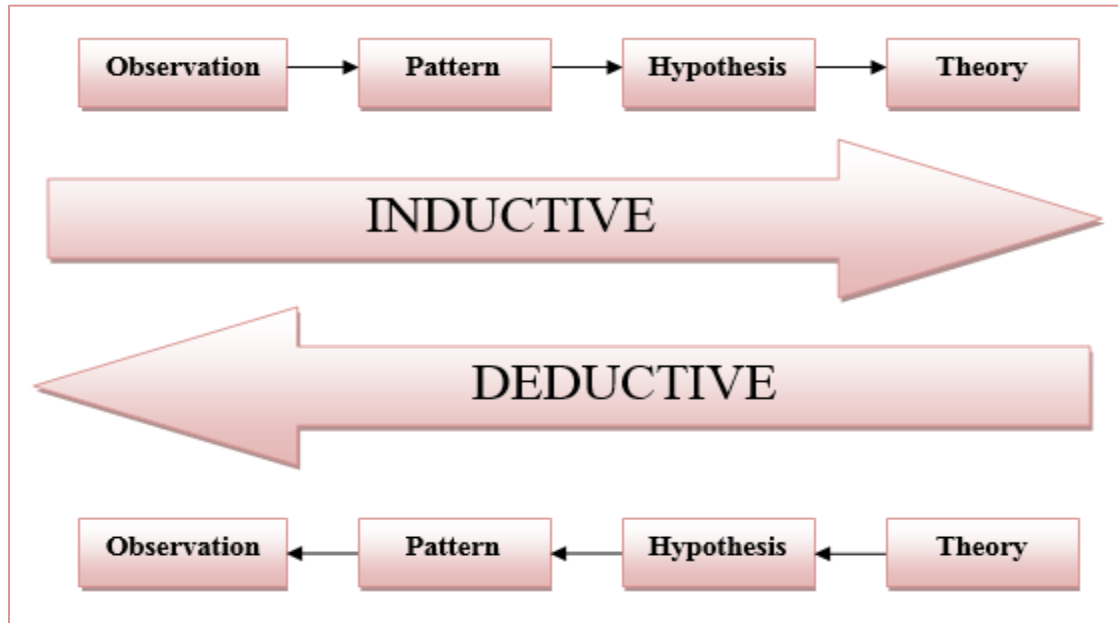 Observation Pattern Hypothesis Theory
INDUCTIVE
DEDUCTIVE
Observation Pattern Hypothesis Theory